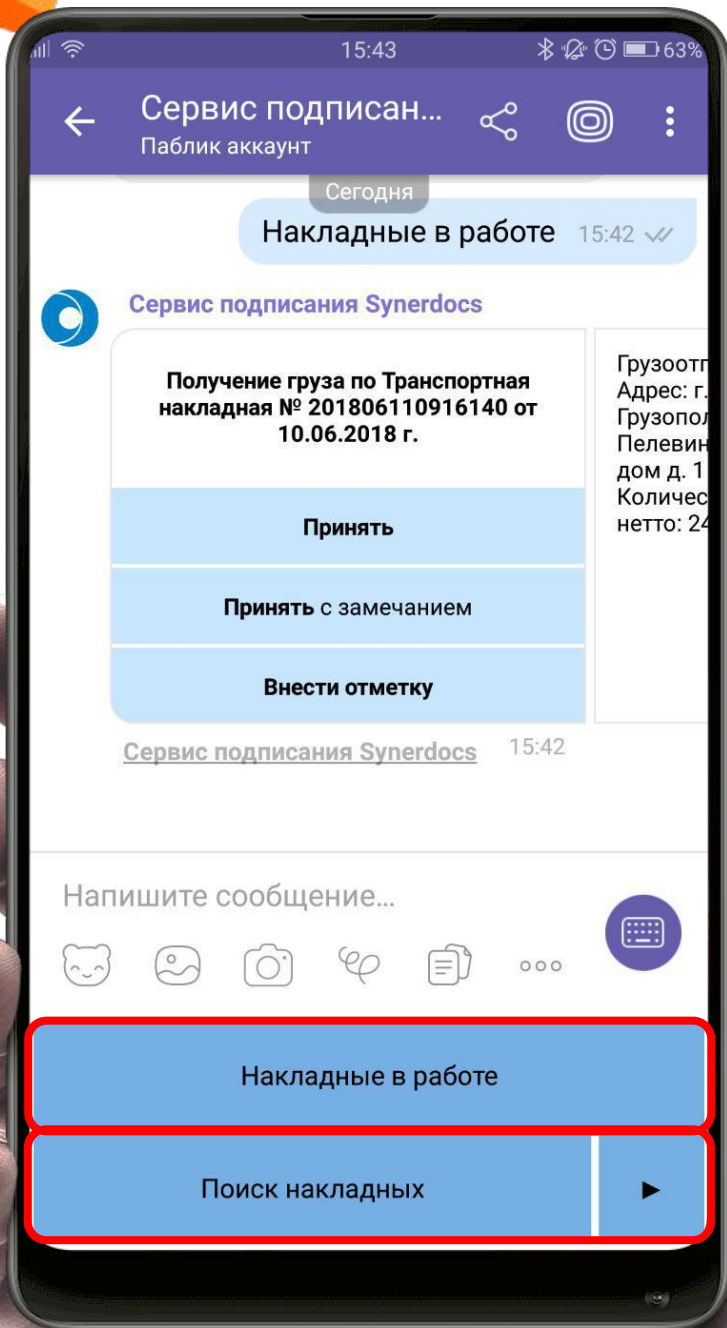 15:43
63%
Сервис подписан...
Паблик аккаунт
Сегодня
Накладные в работе 15:42
Сервис подписания Synerdocs
Получение груза по Транспортная
накладная № 201806110916140 от
10.06.2018 г.
Принять
Принять с замечанием
Внести отметку
Грузоотп
Адрес: г.
Грузопол
Пелевин
дом д. 1
Количес
нетто: 24
Сервис подписания Synerdocs 15:42
Напишите сообщение...
Накладные в работе
Поиск накладных